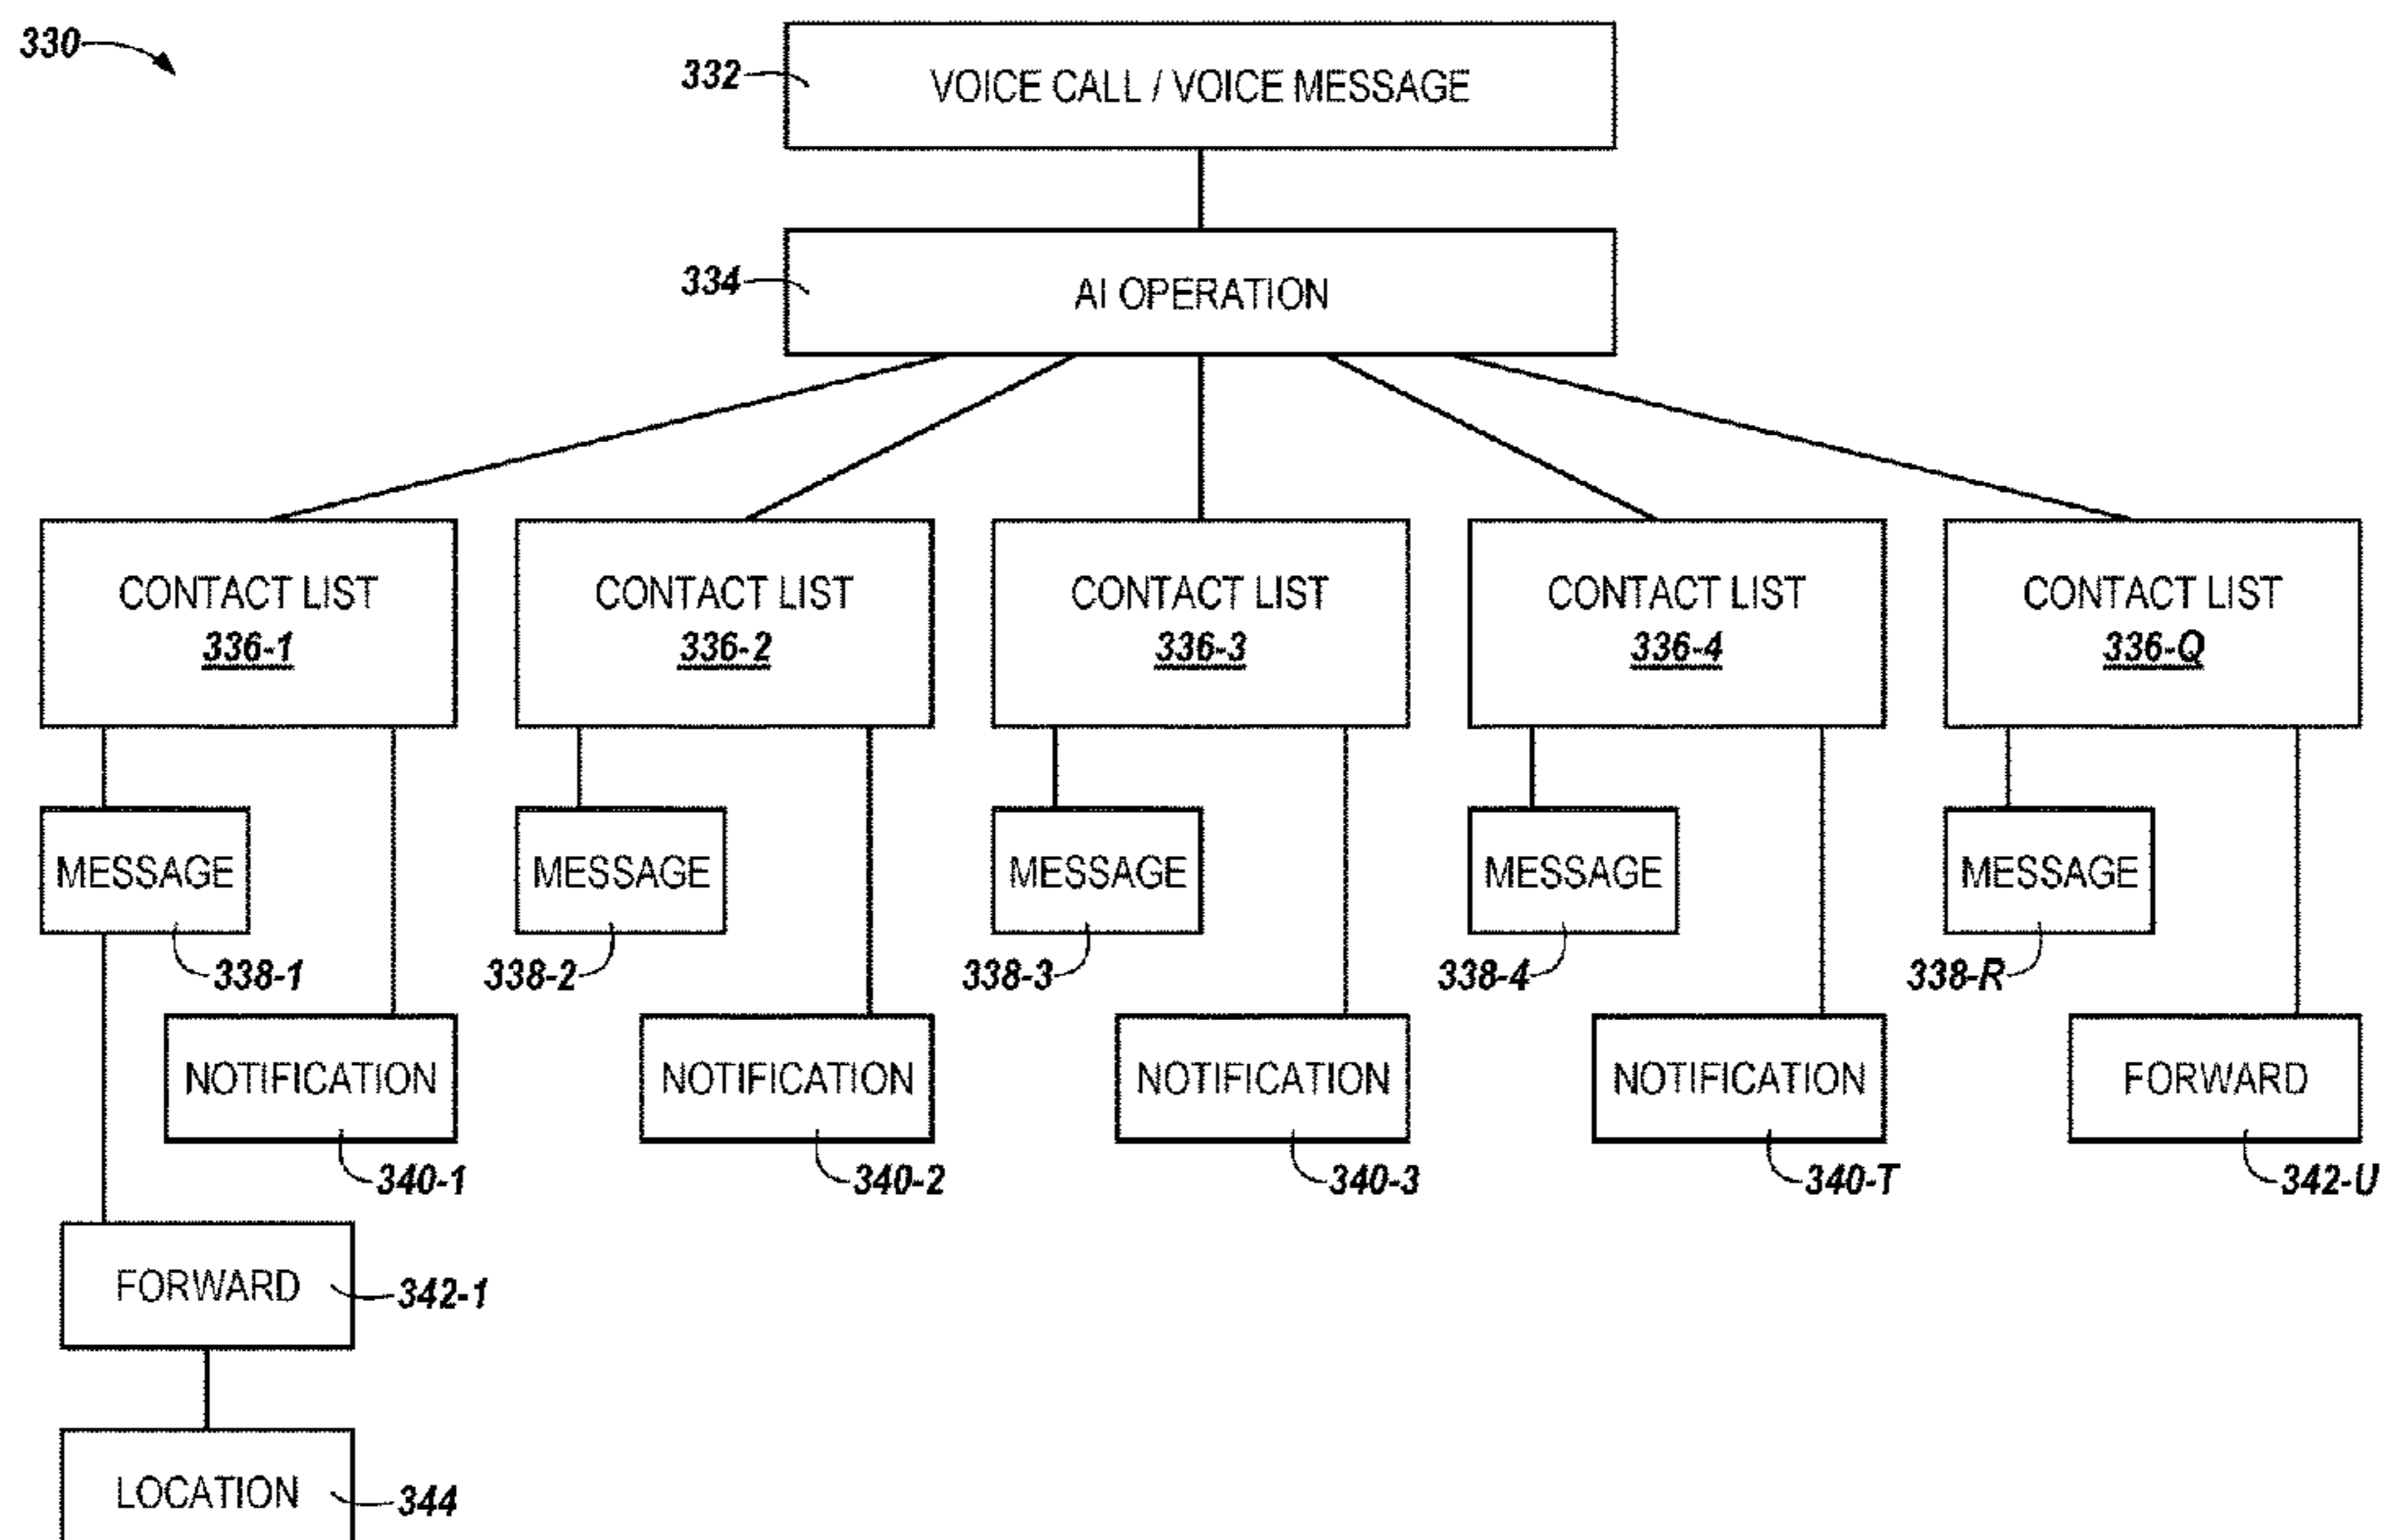 330
332
VOICE CALL / VOICE MESSAGE
334
AI OPERATION
CONTACT LIST
336-1
CONTACT LIST
336-2
CONTACT LIST
336-3
CONTACT LIST
336-4
CONTACT LIST
336-Q
MESSAGE
MESSAGE
MESSAGE
MESSAGE
MESSAGE
338-1
338-2
338-3
338-4
338-R
NOTIFICATION
NOTIFICATION
NOTIFICATION
NOTIFICATION
FORWARD
340-1
340-2
340-3
340-T
342-U
FORWARD
342-1
LOCATION
344